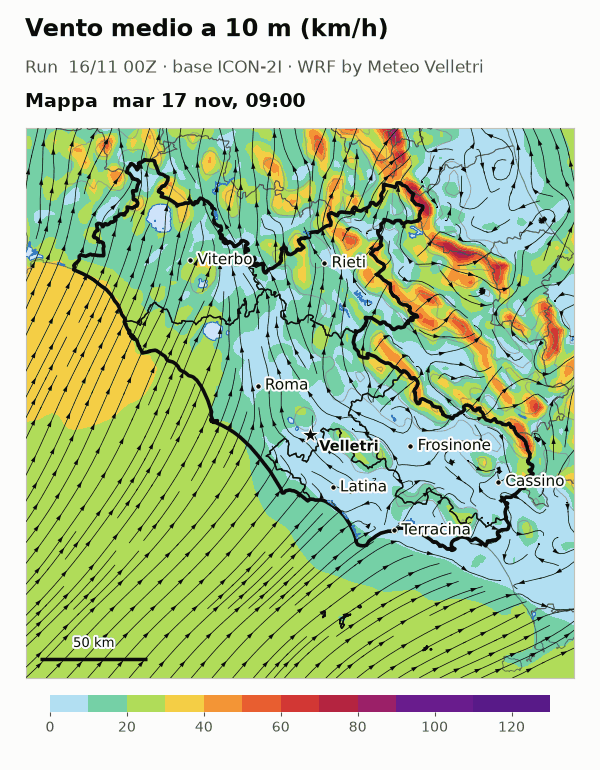 Vento medio a 10 m (km/h)
Run  16/11 00Z · base ICON-2I · WRF by Meteo Velletri
Mappa  mar 17 nov, 09:00
Viterbo
Rieti
Roma
Velletri
Frosinone
Cassino
Latina
Terracina
50 km
0 20 40 60 80 100 120